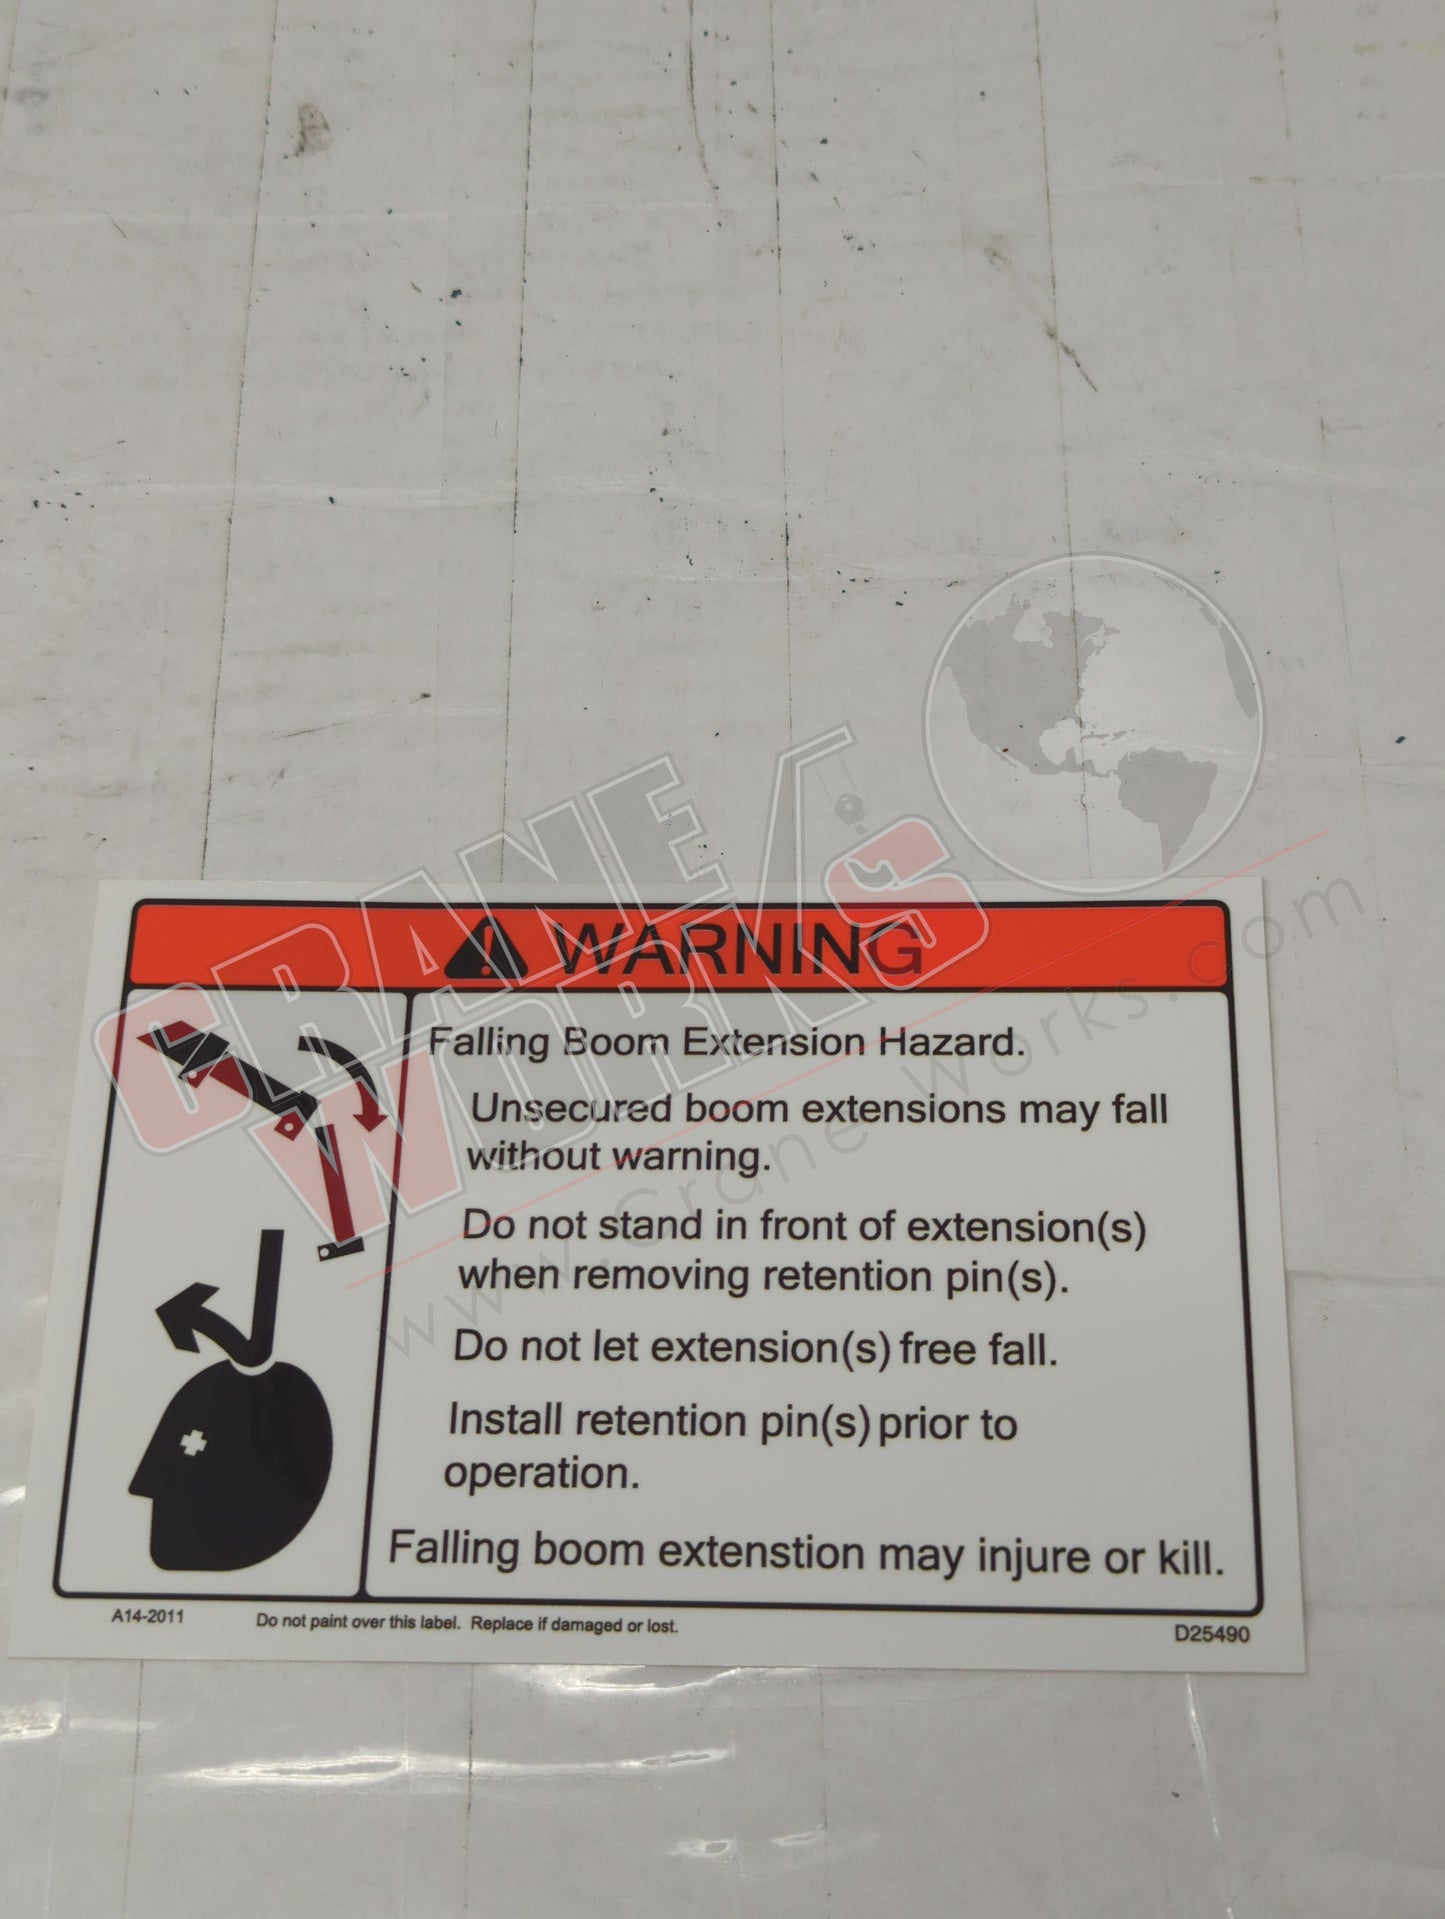 WARNING
Falling Boom Extension Hazard.
Unsecured boom extensions may fall
without warning.
Do not stand in front of extension(s)
when removing retention pin(s).
Do not let extension(s) free fall.
Install retention pin(s) prior to
operation.
Falling boom extenstion may injure or kill.
A14-2011 Do not paint over this label. Replace if damaged or lost. D25490
CRANE
WORKS
www.CraneWorks.com